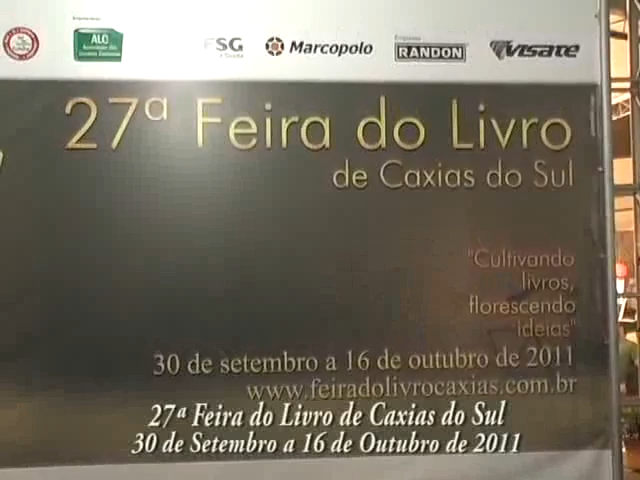 ALC
FSG
Marcopolo
RANDON
VISATE
27ª Feira do Livro
de Caxias do Sul
"Cultivando
livros,
florescendo
Ideias"
30 de setembro a 16 de outubro de 2011
www.feiradolivrocaxias.com.br
27ª Feira do Livro de Caxias do Sul
30 de Setembro a 16 de Outubro de 2011